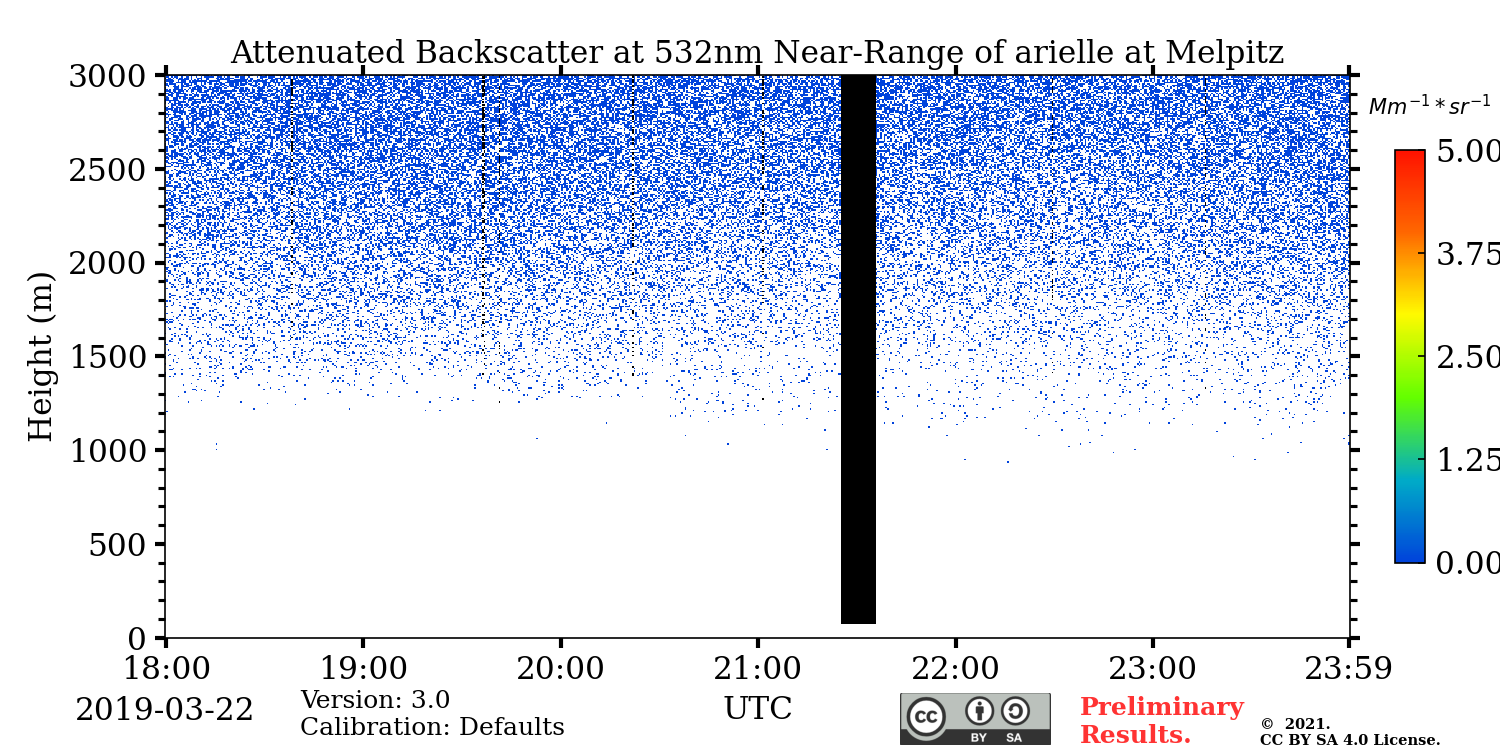 Attenuated Backscatter at 532nm Near-Range of arielle at Melpitz
Mm⁻¹ * sr⁻¹
3000
2500
2000
1500
1000
500
0
Height (m)
5.00
3.75
2.50
1.25
0.00
18:00 19:00 20:00 21:00 22:00 23:00 23:59
2019-03-22
Version: 3.0
Calibration: Defaults
UTC
cc
BY SA
Preliminary
Results.
© 2021.
CC BY SA 4.0 License.